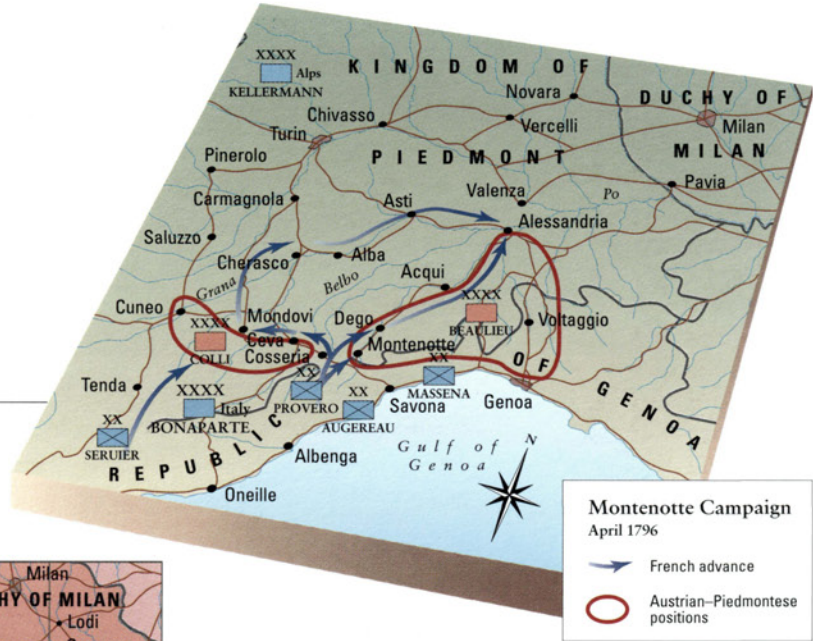 XXXX
Alps
KELLERMANN
KINGDOM OF
PIEDMONT
DUCHY OF
MILAN
Novara
Chivasso
Vercelli
Milan
Turin
Pinerolo
Pavia
Carmagnola
Valenza
Po
Asti
Alessandria
Saluzzo
Cherasco
Alba
Grana
Belbo
Acqui
Cuneo
Mondovi
Dego
XXXX
BEAULIEU
Voltaggio
XXXX
COLLI
Ceva
Cosseria
Montenotte
Tenda
XXXX
Italy
BONAPARTE
XX
PROVERO
XX
AUGEREAU
XX
MASSENA
Savona
Genoa
XX
SERUIER
REPUBLIC
OF
GENOA
Albenga
Oneille
Gulf of
Genoa
N
Montenotte Campaign
April 1796
French advance
Austrian–Piedmontese
positions
Milan
HY OF MILAN
Lodi